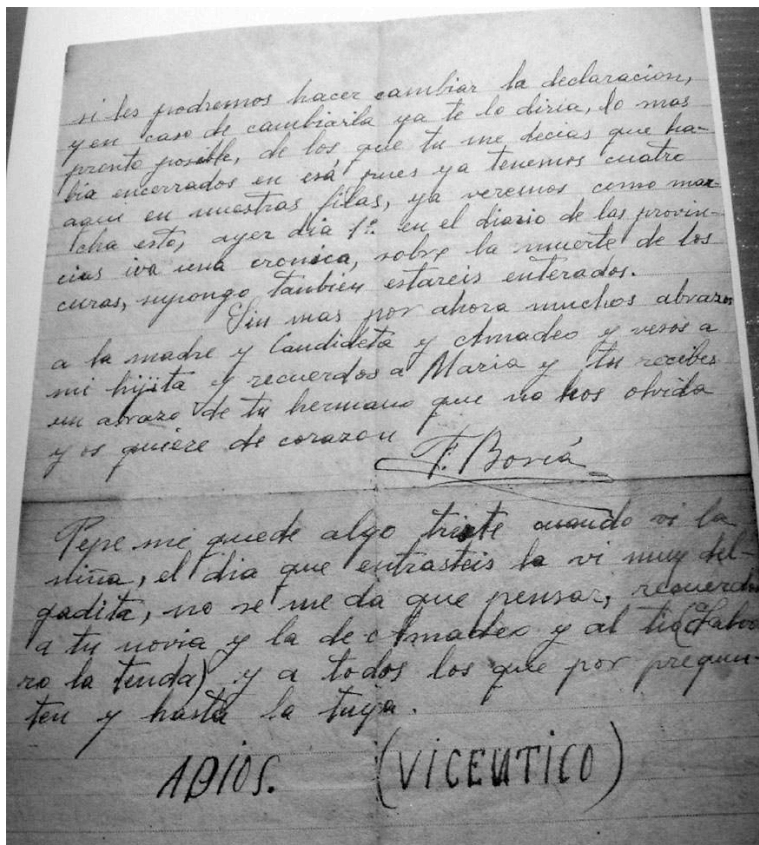 si les podremos hacer cambiar la declaracion,
y en caso de cambiarla ya te lo diria, lo mas
pronto posible, de los que tu me decias que ha-
bia encerrados en esá, pues ya tenemos cuatro
aqui en nuestras filas, ya veremos como mar-
cha esto, ayer dia 1º. en el diario de las provin-
cias iva una cronica, sobre la muerte de los
curas, supongo tanbien estareis enterados.
Sin mas por ahora muchos abrazos
a la madre y Candideta y Amadeo y vesos a
mi hijita y recuerdos a Maria y tu recibes
un abrazo de tu hermano que no hos olvida
y os quiere de corazon
F. Boviá
Pepe me quede algo triste cuando vi la
niña, el dia que entrasteis la vi muy del-
gadita, no se me da que pensar, recuerdos
a tu novia y la de Amadeo y al tio
ro la tenda) y a todos los que por pregun-
ten y hasta la tuya.
ADIOS. (VICENTICO)